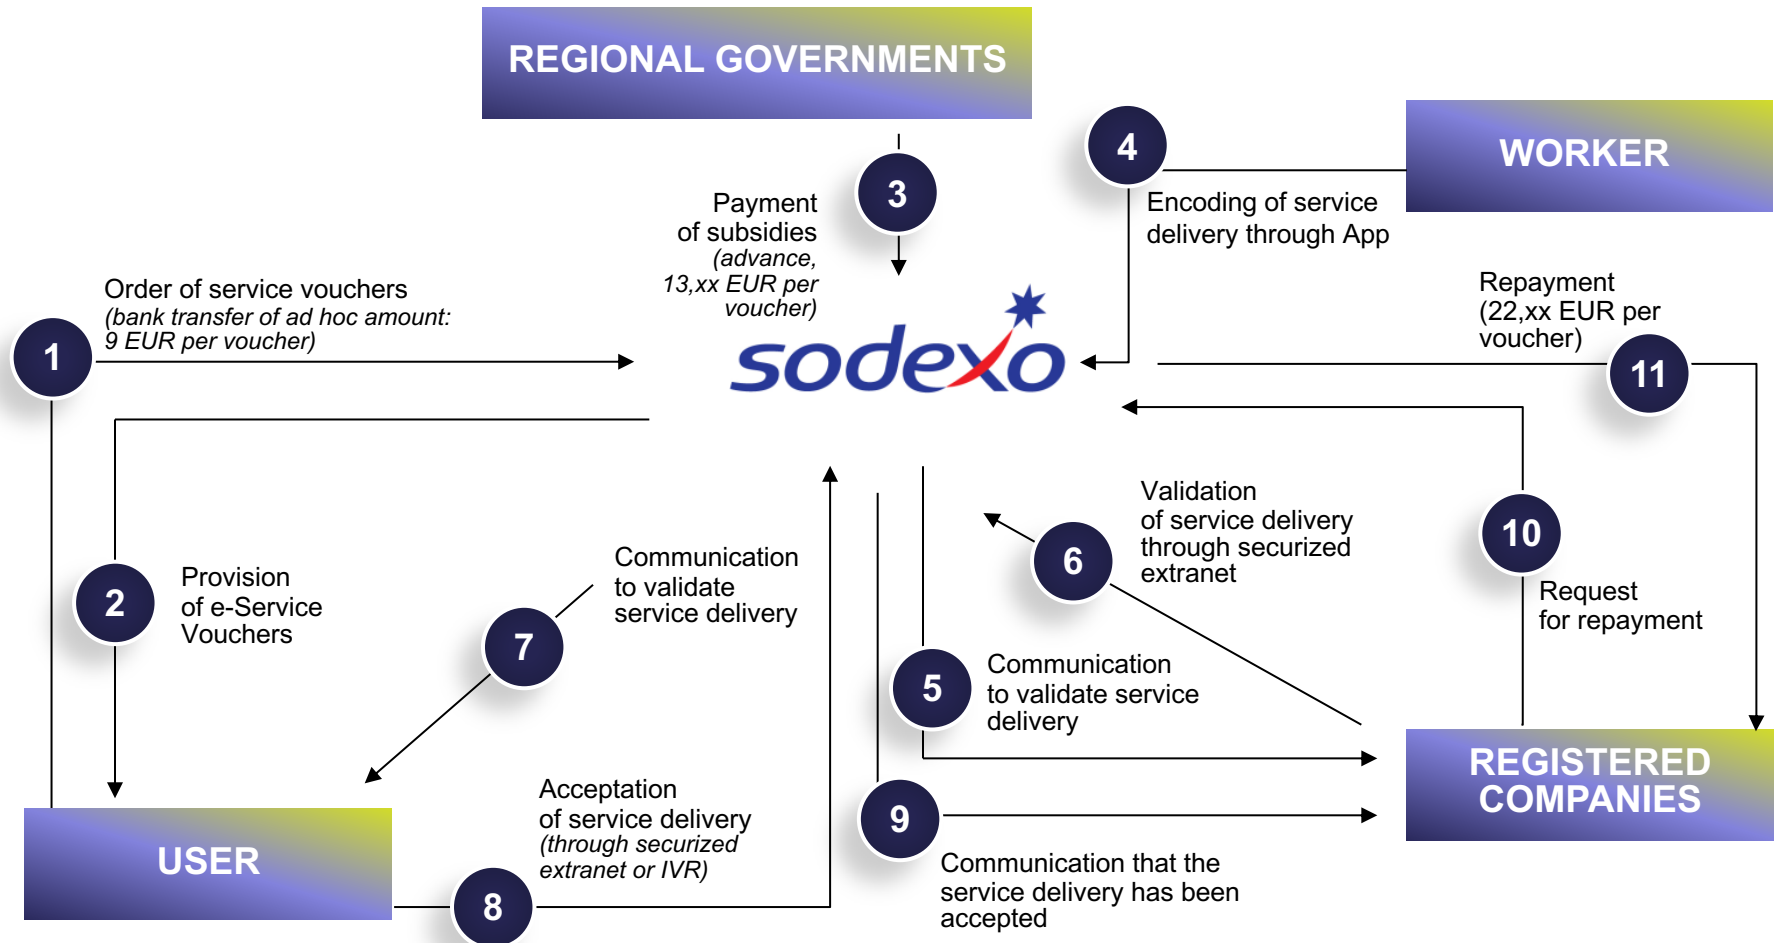 REGIONAL GOVERNMENTS
4
WORKER
3
Payment
of subsidies
(advance,
13,xx EUR per
voucher)
Encoding of service
delivery through App
1
Order of service vouchers
(bank transfer of ad hoc amount:
9 EUR per voucher)
sodexo
Repayment
(22,xx EUR per
voucher)
11
2
Provision
of e-Service
Vouchers
7
Communication
to validate
service delivery
6
Validation
of service delivery
through securized
extranet
10
Request
for repayment
5
Communication
to validate service
delivery
USER
8
Acceptation
of service delivery
(through securized
extranet or IVR)
9
Communication that the
service delivery has been
accepted
REGISTERED
COMPANIES